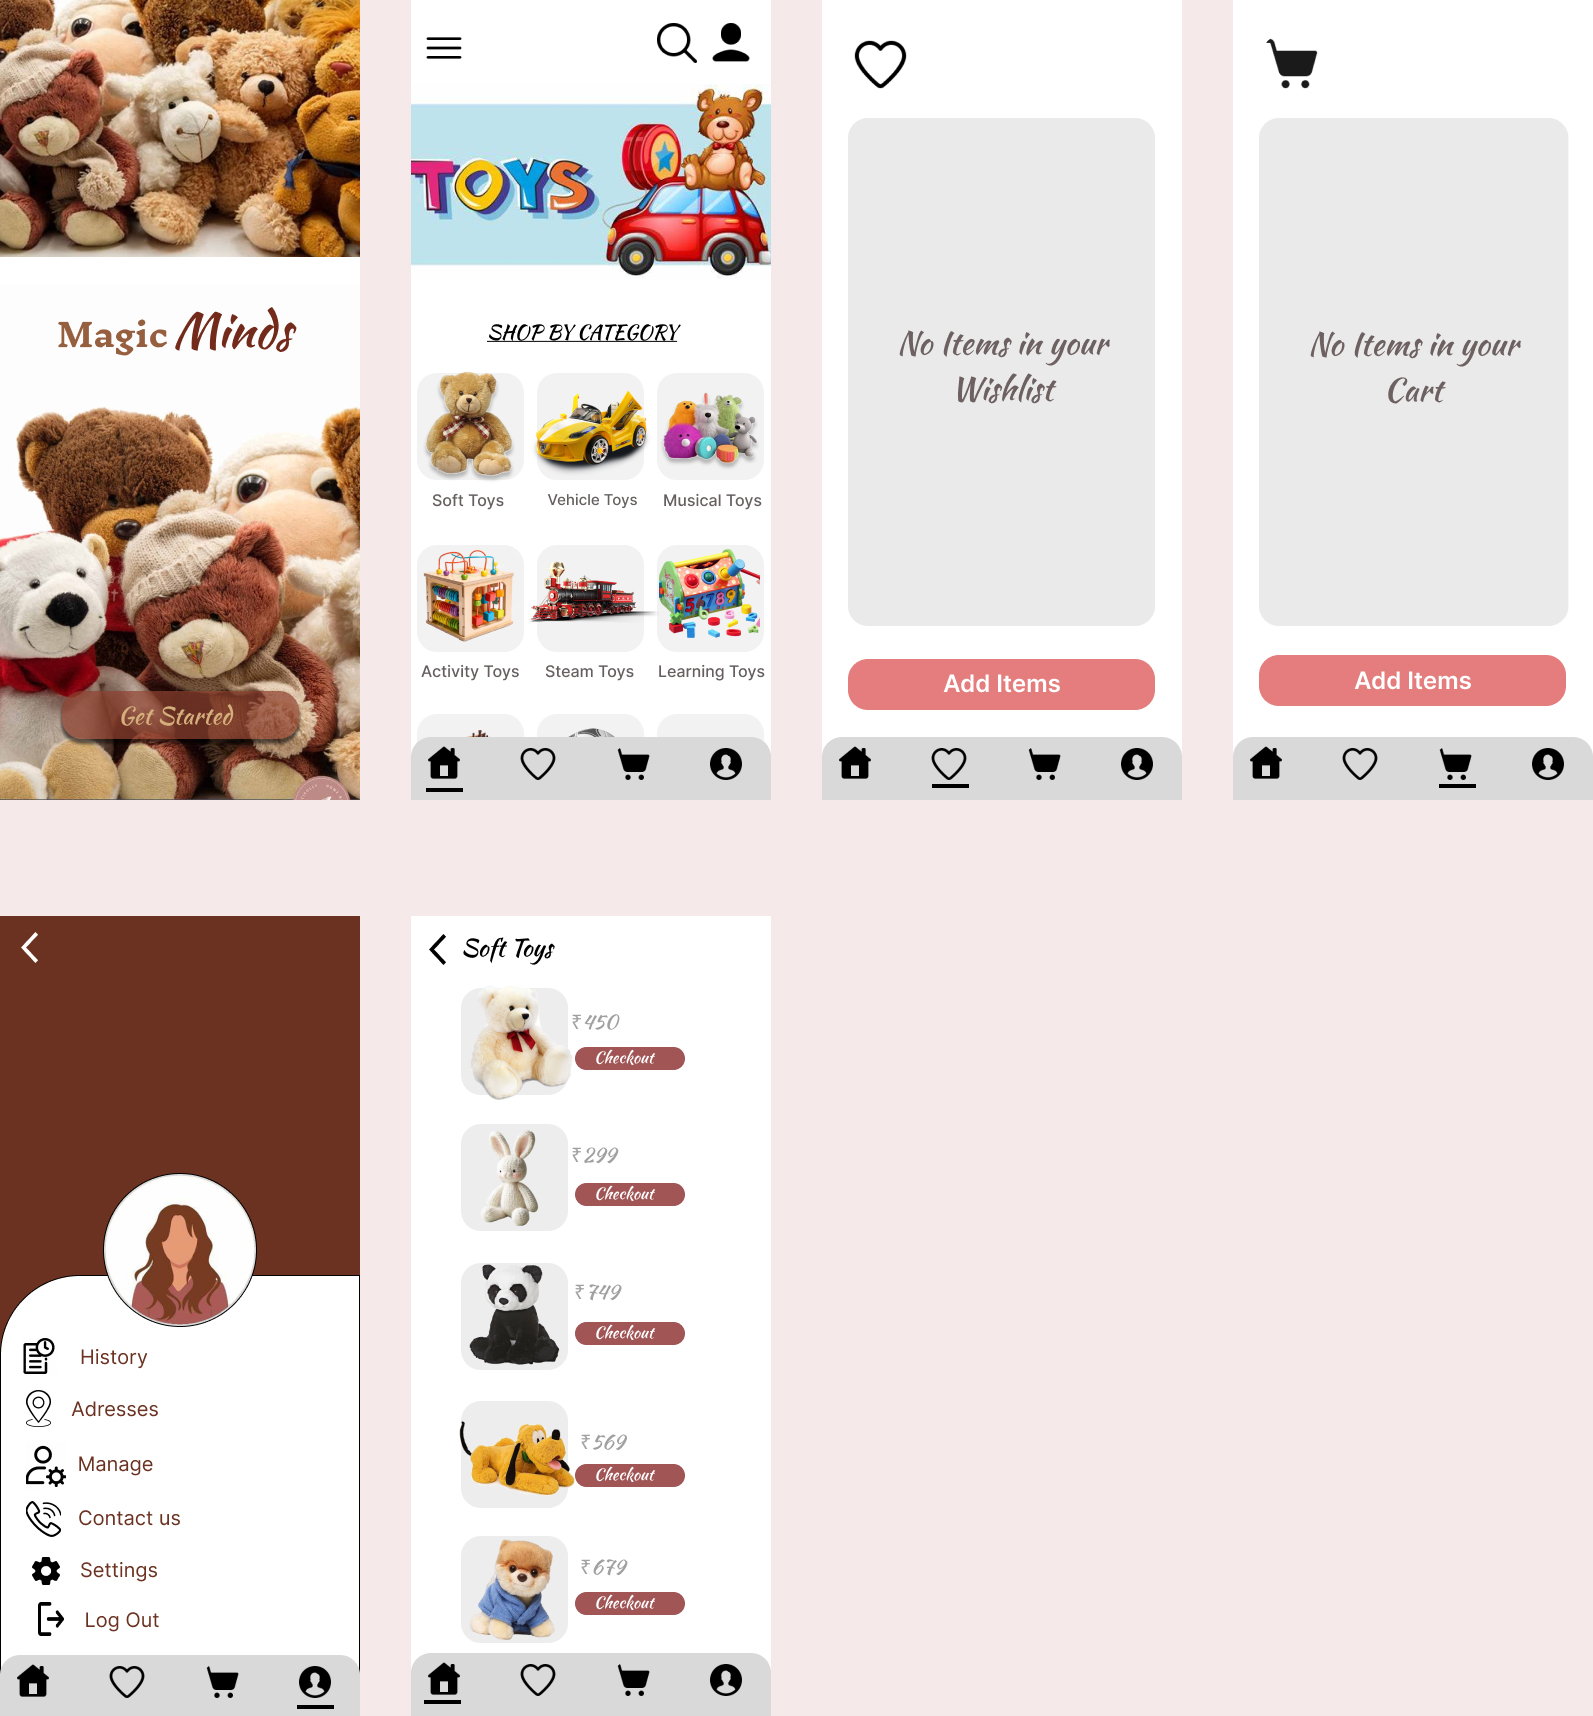 Magic Minds
Get Started
TOYS
SHOP BY CATEGORY
Soft Toys
Vehicle Toys
Musical Toys
Activity Toys
Steam Toys
Learning Toys
No Items in your
Wishlist
Add Items
No Items in your
Cart
Add Items
History
Adresses
Manage
Contact us
Settings
Log Out
Soft Toys
₹450
Checkout
₹299
Checkout
₹749
Checkout
₹569
Checkout
₹679
Checkout